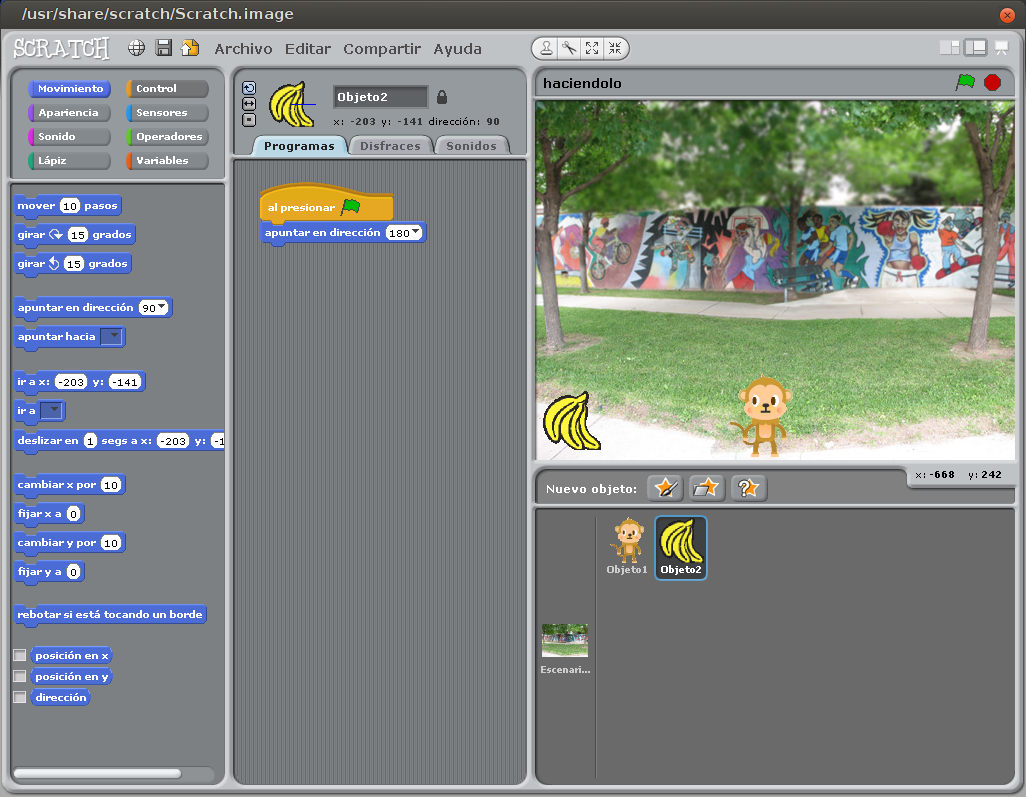 /usr/share/scratch/Scratch.image
SCRATCH Archivo Editar Compartir Ayuda
Movimiento Control
Apariencia Sensores
Sonido Operadores
Lápiz Variables
mover 10 pasos
girar 15 grados
girar 15 grados
apuntar en dirección 90
apuntar hacia
ir a x: -203 y: -141
ir a
deslizar en 1 segs a x: -203 y: -1
cambiar x por 10
fijar x a 0
cambiar y por 10
fijar y a 0
rebotar si está tocando un borde
posición en x
posición en y
dirección
Objeto2
x: -203 y: -141 dirección: 90
Programas Disfraces Sonidos
al presionar
apuntar en dirección 180
haciendolo
x: -668 y: 242
Nuevo objeto:
Objeto1 Objeto2
Escenari...